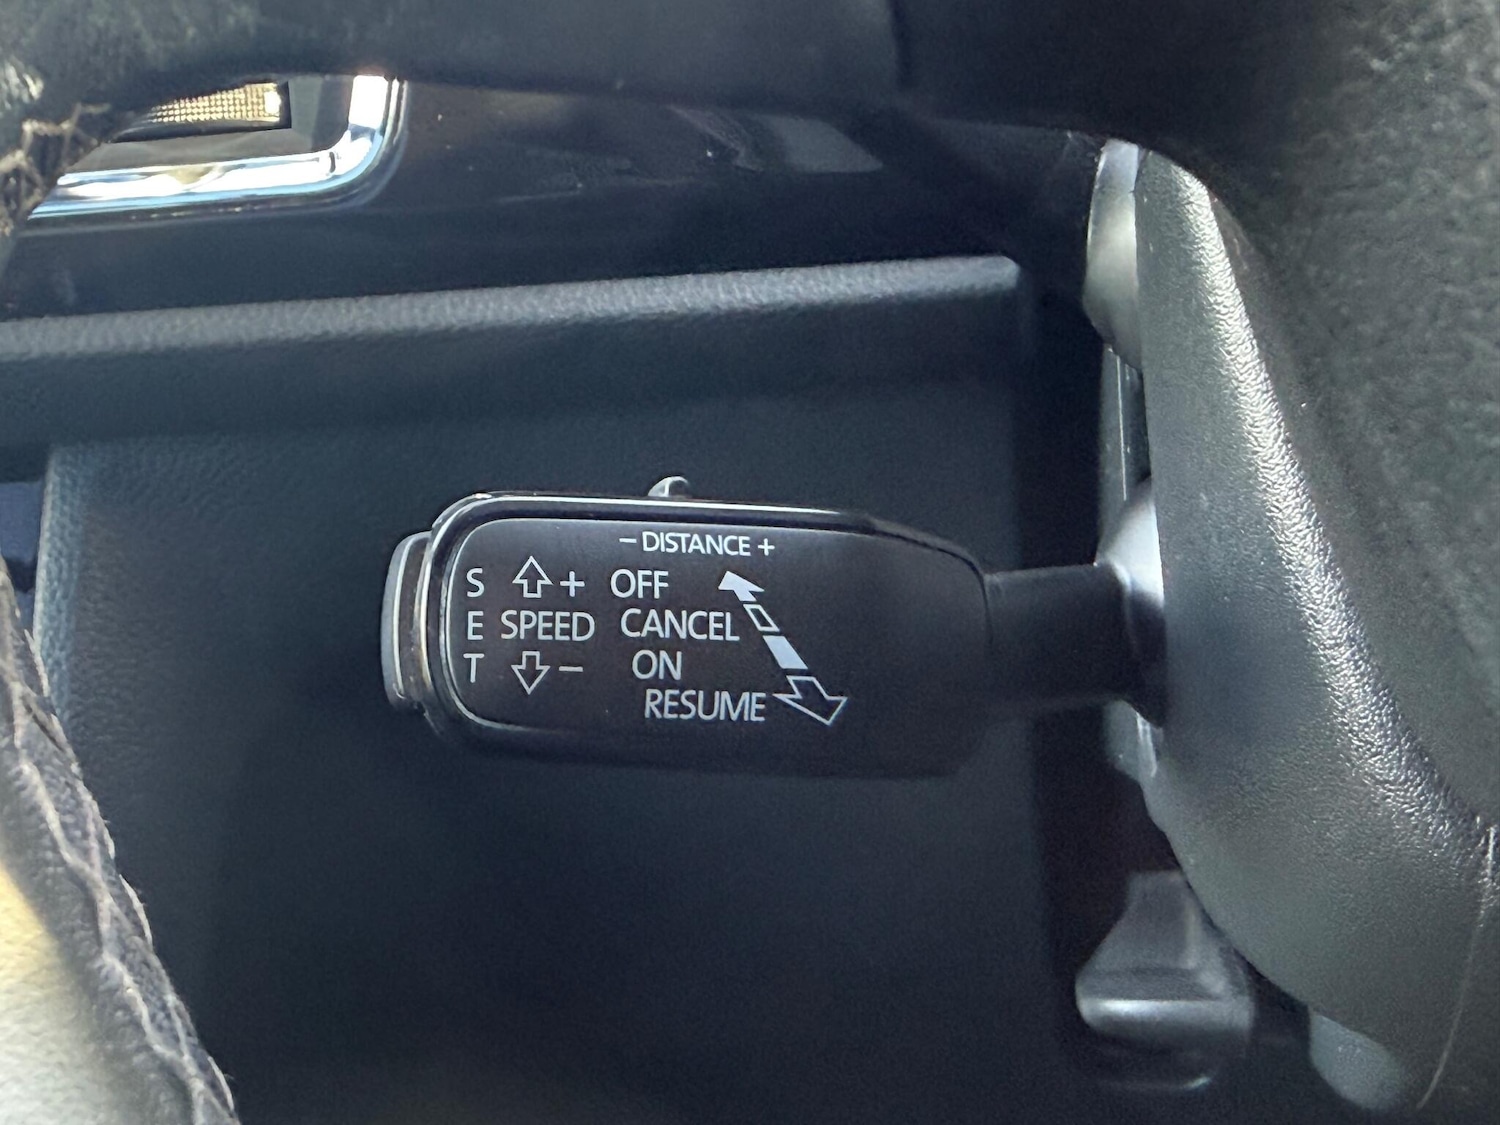 – DISTANCE +
S + OFF
E SPEED CANCEL
T – ON
RESUME